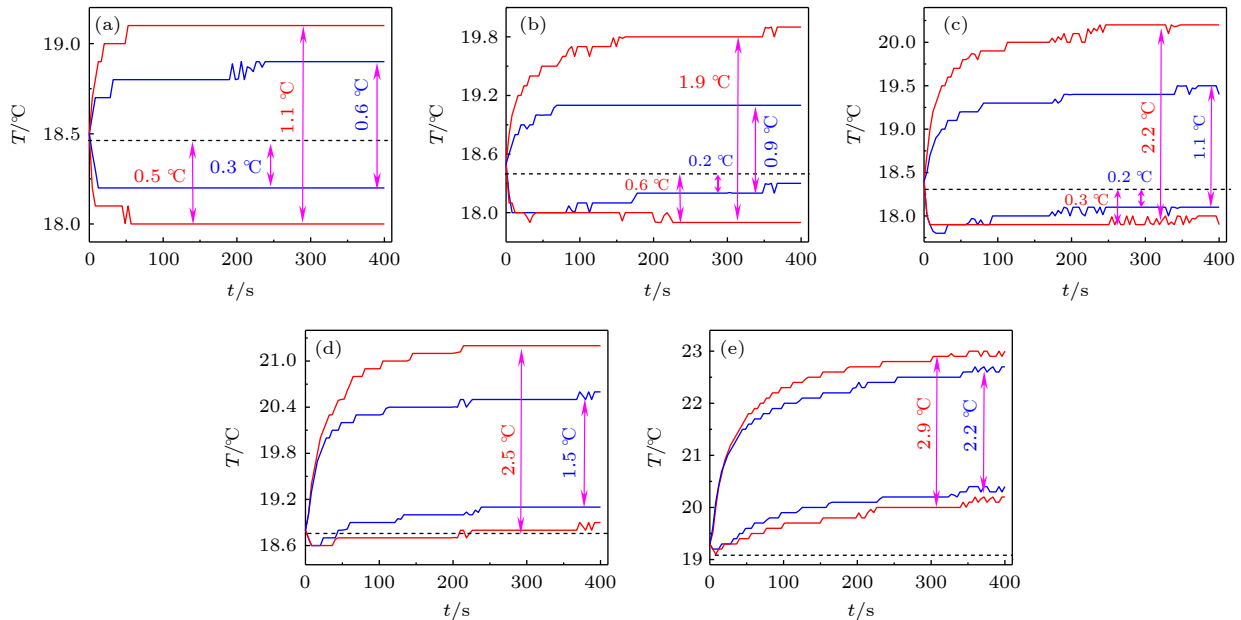 (a)
T/℃
19.0
18.5
18.0
1.1 ℃
0.6 ℃
0.5 ℃
0.3 ℃
0 100 200 300 400
t/s
(b)
T/℃
19.8
19.2
18.6
18.0
1.9 ℃
0.9 ℃
0.2 ℃
0.6 ℃
0 100 200 300 400
t/s
(c)
T/℃
20.0
19.5
19.0
18.5
18.0
2.2 ℃
1.1 ℃
0.2 ℃
0.3 ℃
0 100 200 300 400
t/s
(d)
T/℃
21.0
20.4
19.8
19.2
18.6
2.5 ℃
1.5 ℃
0 100 200 300 400
t/s
(e)
T/℃
23
22
21
20
19
2.9 ℃
2.2 ℃
0 100 200 300 400
t/s